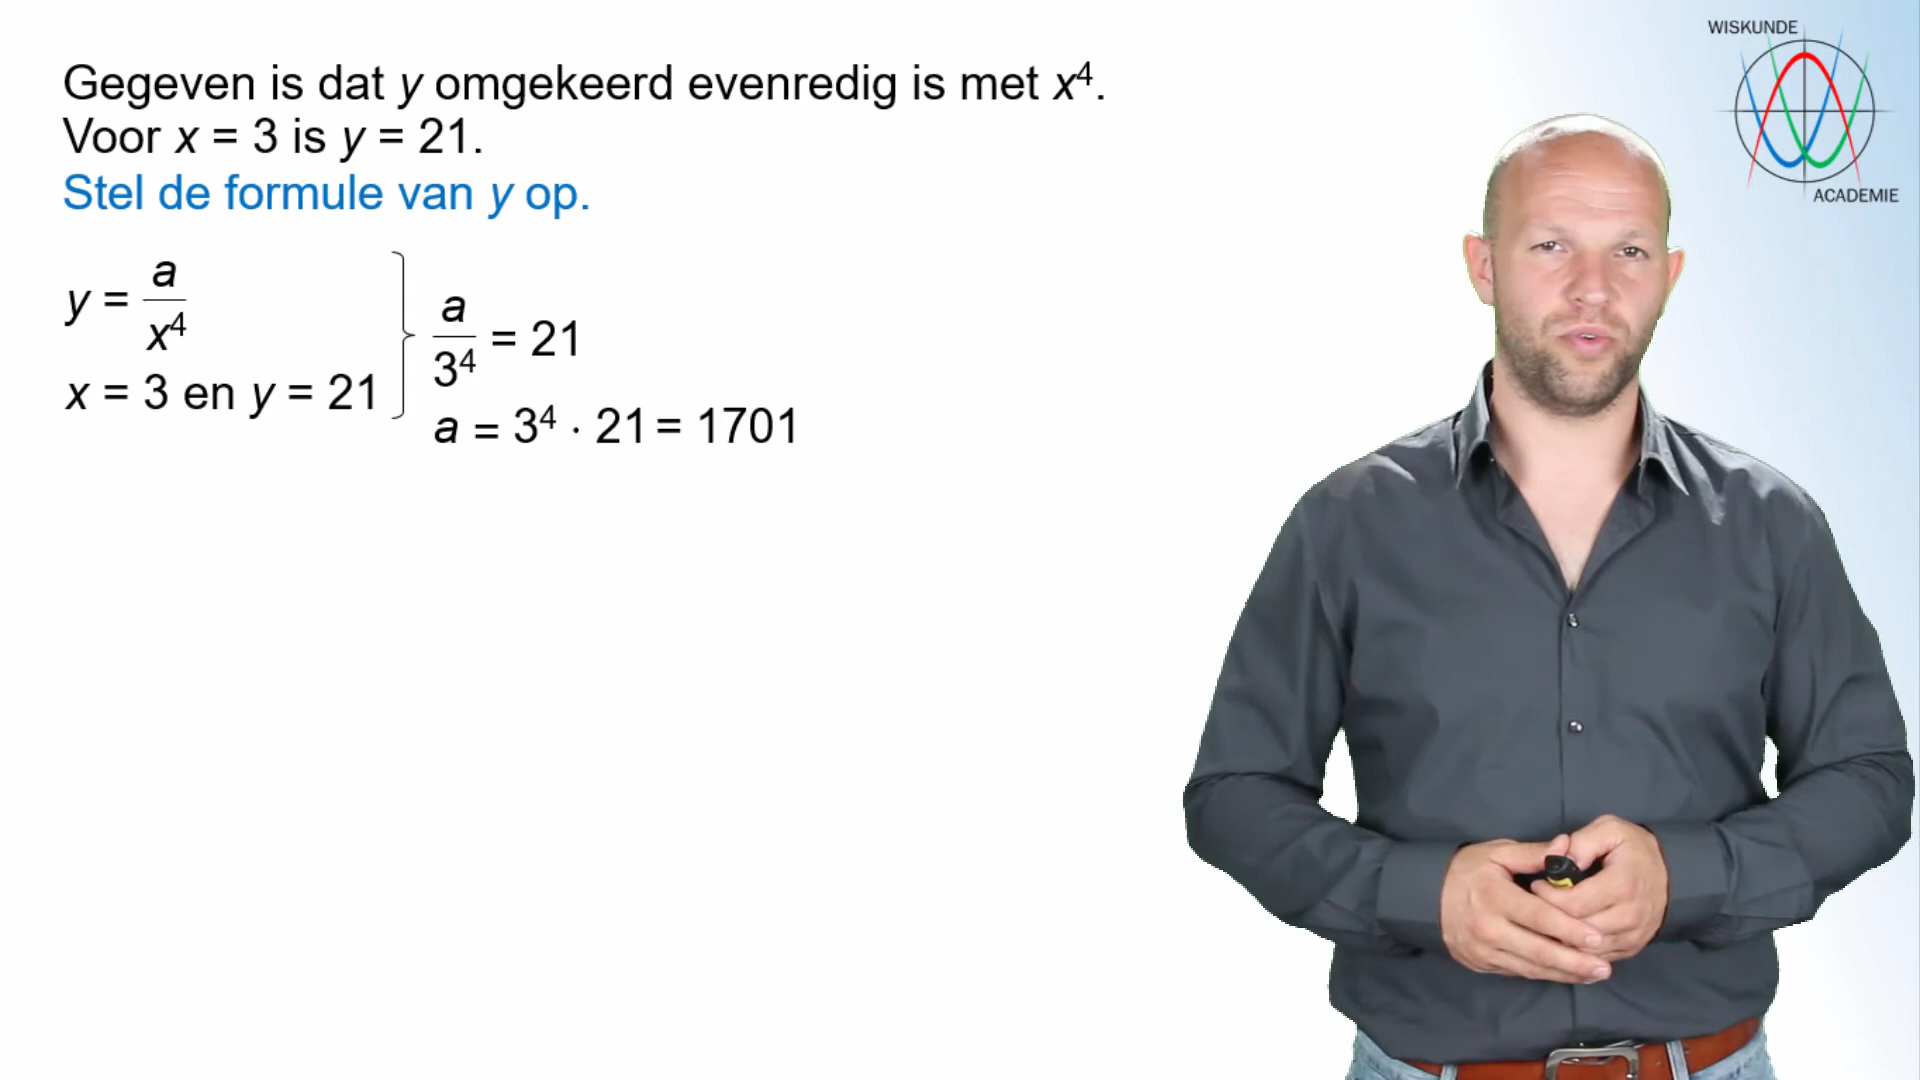 WISKUNDE
Gegeven is dat y omgekeerd evenredig is met x⁴.
Voor x = 3 is y = 21.
Stel de formule van y op.
ACADEMIE
y = a/x⁴
x = 3 en y = 21
a/3⁴ = 21
a = 3⁴ · 21 = 1701